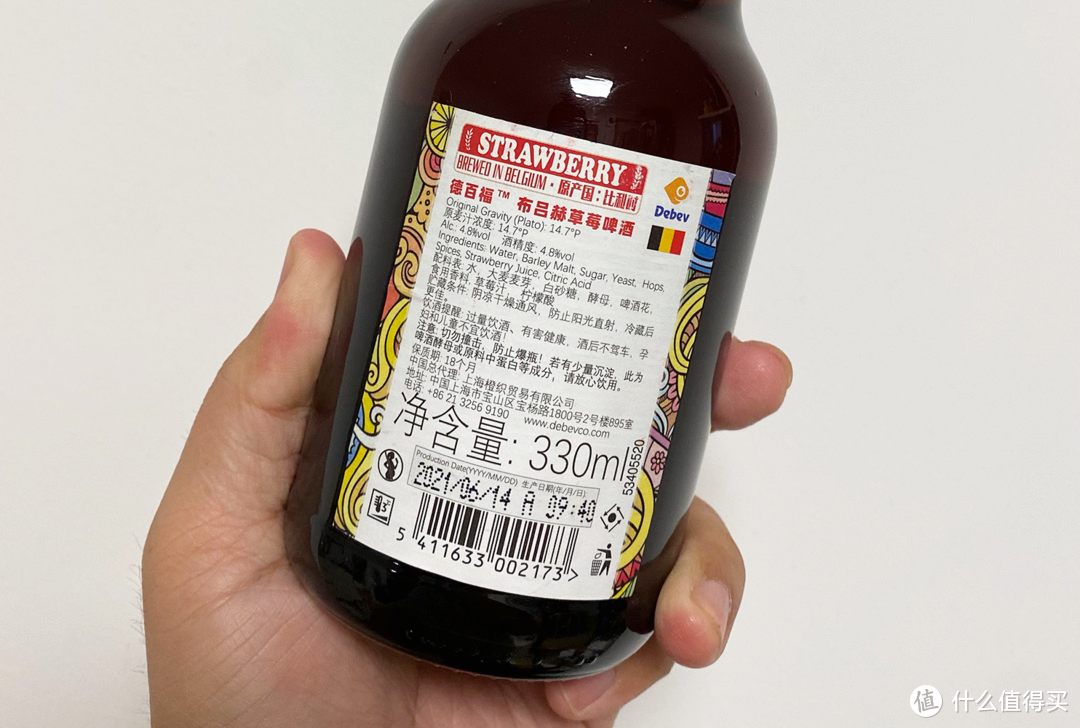 STRAWBERRY
BREWED IN BELGIUM · 原产国：比利时
Debev
德百福™ 布吕赫草莓啤酒
Original Gravity (Plato): 14.7°P
原麦汁浓度: 14.7°P
Alc.: 4.8%vol 酒精度: 4.8%vol
Ingredients: Water, Barley Malt, Sugar, Yeast, Hops,
Spices, Strawberry Juice, Citric Acid
配料表: 水，大麦麦芽，白砂糖，酵母，啤酒花，
食用香料，草莓汁，柠檬酸
贮藏条件: 阴凉干燥通风，防止阳光直射，冷藏后
更佳。
饮酒提醒: 过量饮酒、有害健康，酒后不驾车，孕
妇和儿童不宜饮酒！
注意: 切勿撞击，防止爆瓶！若有少量沉淀，此为
啤酒酵母或原料中蛋白等成分，请放心饮用。
保质期: 18个月
中国总代理: 上海橙织贸易有限公司
地址: 中国上海市宝山区宝杨路1800号2号楼895室
电话: +86 21 3256 9190 www.debevco.com
净含量: 330ml
53405520
Production Date(YYYY/MM/DD) 生产日期(年/月/日)
2021/06/14 A 09:40
3℃
5 411633 002173 >
值 什么值得买